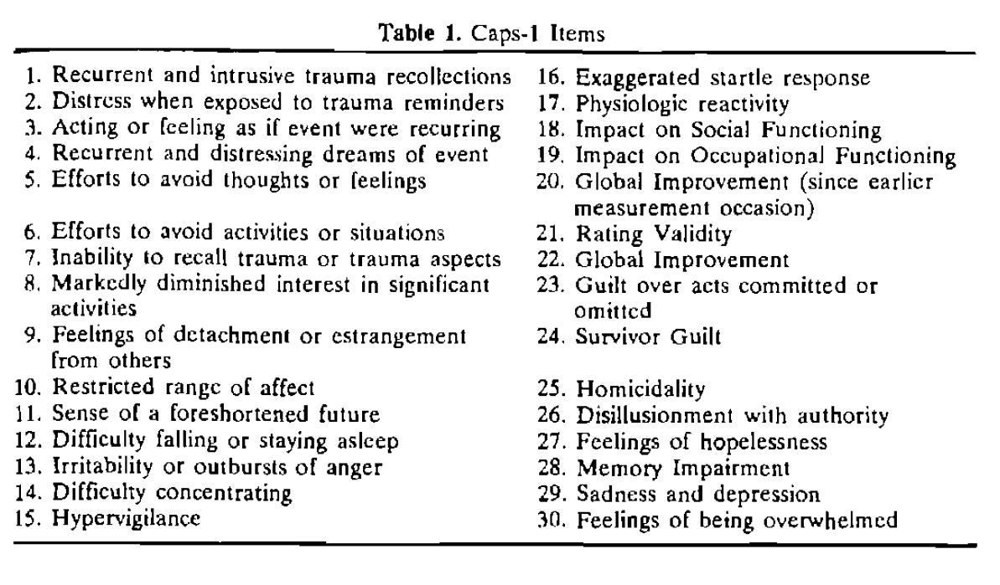 Table 1. Caps-1 Items
1. Recurrent and intrusive trauma recollections
2. Distress when exposed to trauma reminders
3. Acting or feeling as if event were recurring
4. Recurrent and distressing dreams of event
5. Efforts to avoid thoughts or feelings
6. Efforts to avoid activities or situations
7. Inability to recall trauma or trauma aspects
8. Markedly diminished interest in significant
activities
9. Feelings of detachment or estrangement
from others
10. Restricted range of affect
11. Sense of a foreshortened future
12. Difficulty falling or staying asleep
13. Irritability or outbursts of anger
14. Difficulty concentrating
15. Hypervigilance
16. Exaggerated startle response
17. Physiologic reactivity
18. Impact on Social Functioning
19. Impact on Occupational Functioning
20. Global Improvement (since earlier
measurement occasion)
21. Rating Validity
22. Global Improvement
23. Guilt over acts committed or
omitted
24. Survivor Guilt
25. Homicidality
26. Disillusionment with authority
27. Feelings of hopelessness
28. Memory Impairment
29. Sadness and depression
30. Feelings of being overwhelmed